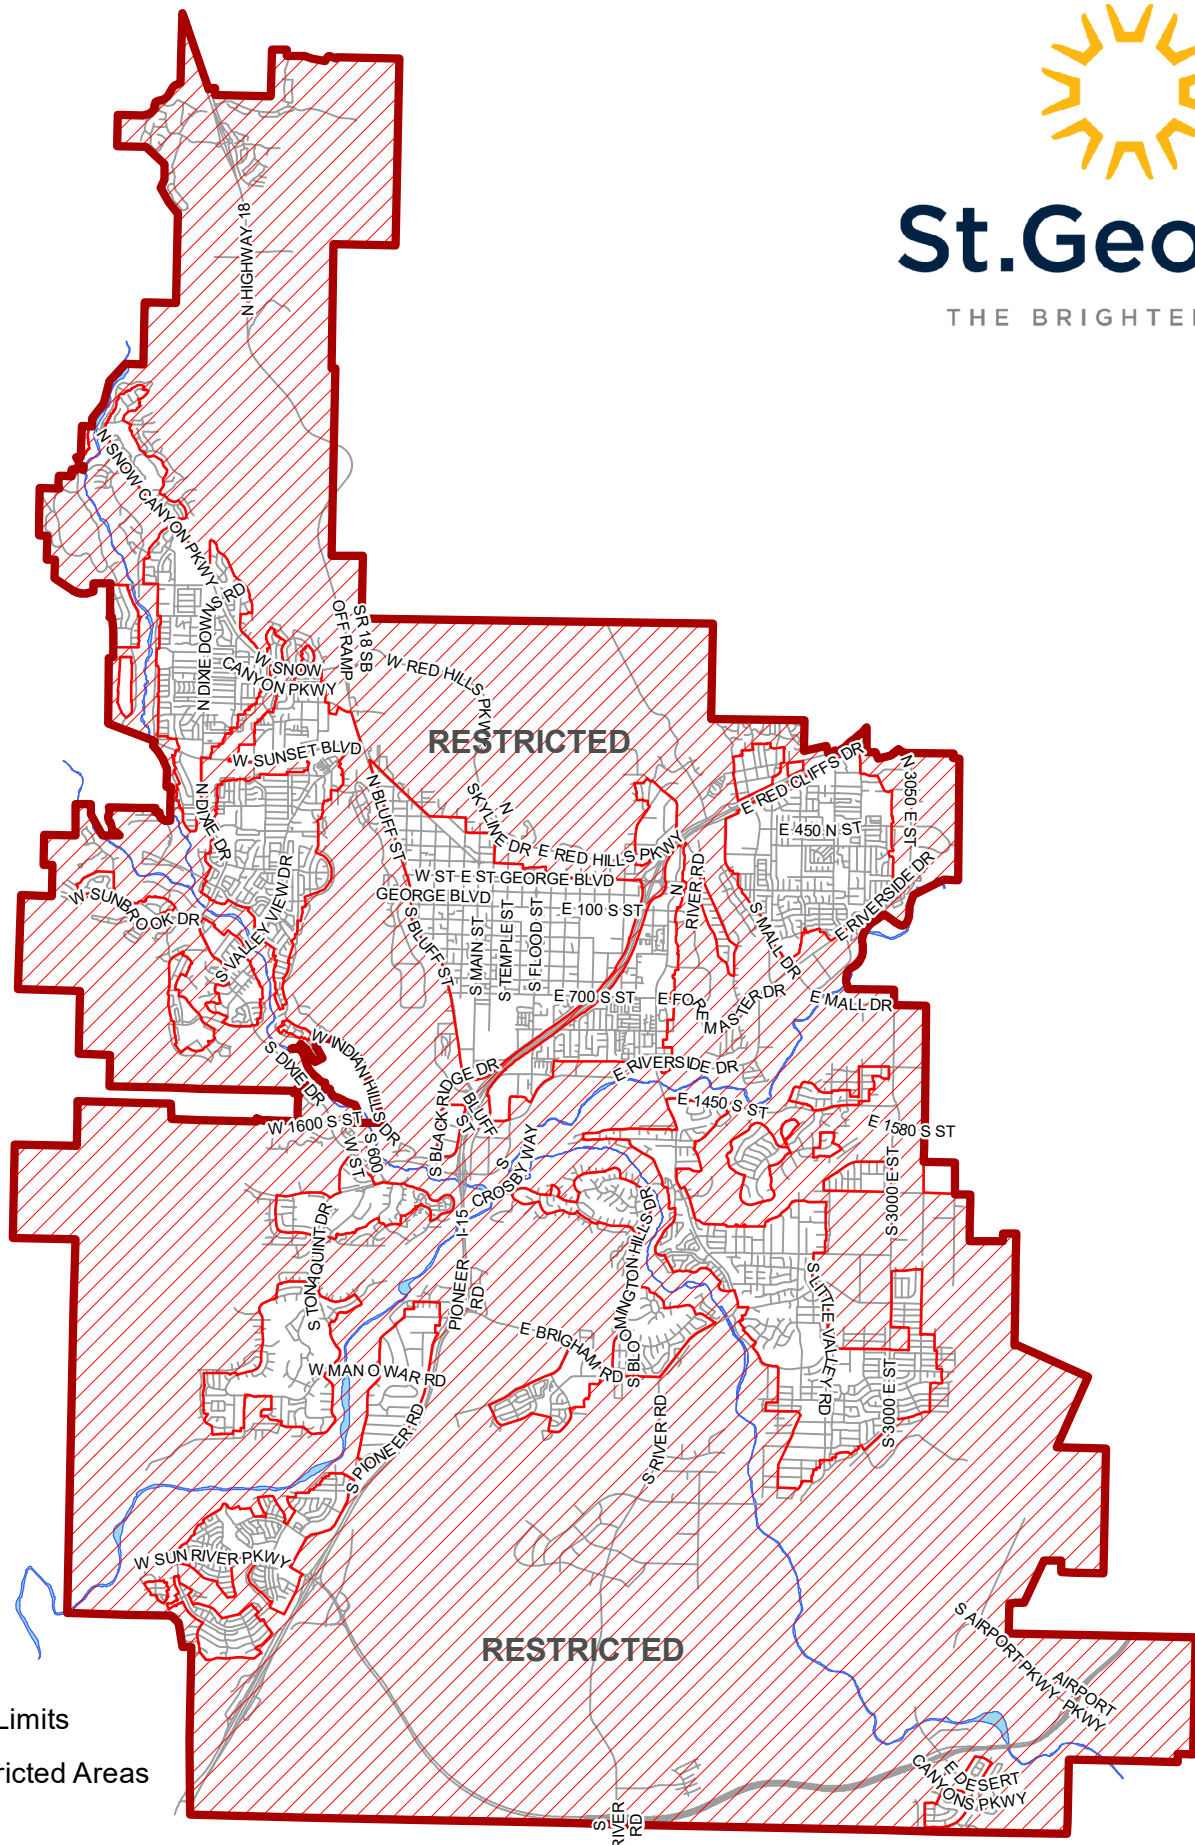 St.Geo
THE BRIGHTE
N HIGHWAY 18
N SNOW CANYON PKWY
N DIXIE DOWNS RD
W SNOW
CANYON PKWY
SR 18 SB
OFF RAMP
W RED HILLS PKWY
RESTRICTED
W SUNSET BLVD
N DIXIE DR
N BLUFF ST
N
SKYLINE DR
E RED HILLS PKWY
E RED CLIFFS DR
N 3050 E ST
E 450 N ST
W ST
GEORGE BLVD
E ST GEORGE BLVD
E 100 S ST
N
RIVER RD
E RIVERSIDE DR
W SUNBROOK DR
S VALLEY VIEW DR
S BLUFF ST
S MAIN ST
S TEMPLE ST
S FLOOD ST
S MALL DR
E 700 S ST
E FOREMASTER DR
E MALL DR
W INDIAN HILLS DR
S DIXIE DR
S BLACK RIDGE DR
E RIVERSIDE DR
E 1450 S ST
E 1580 S ST
W 1600 S ST
S 600
W ST
S
BLUFF
ST
CROSBY WAY
S 3000 E ST
S TONAQUINT DR
I-15
PIONEER
RD
S BLOOMINGTON HILLS DR
S LITTLE VALLEY RD
E BRIGHAM RD
W MAN O WAR RD
S PIONEER RD
S RIVER RD
S 3000 E ST
W SUN RIVER PKWY
RESTRICTED
S AIRPORT PKWY
AIRPORT
PKWY
E DESERT
CANYONS PKWY
S
RIVER
RD
Limits
ricted Areas